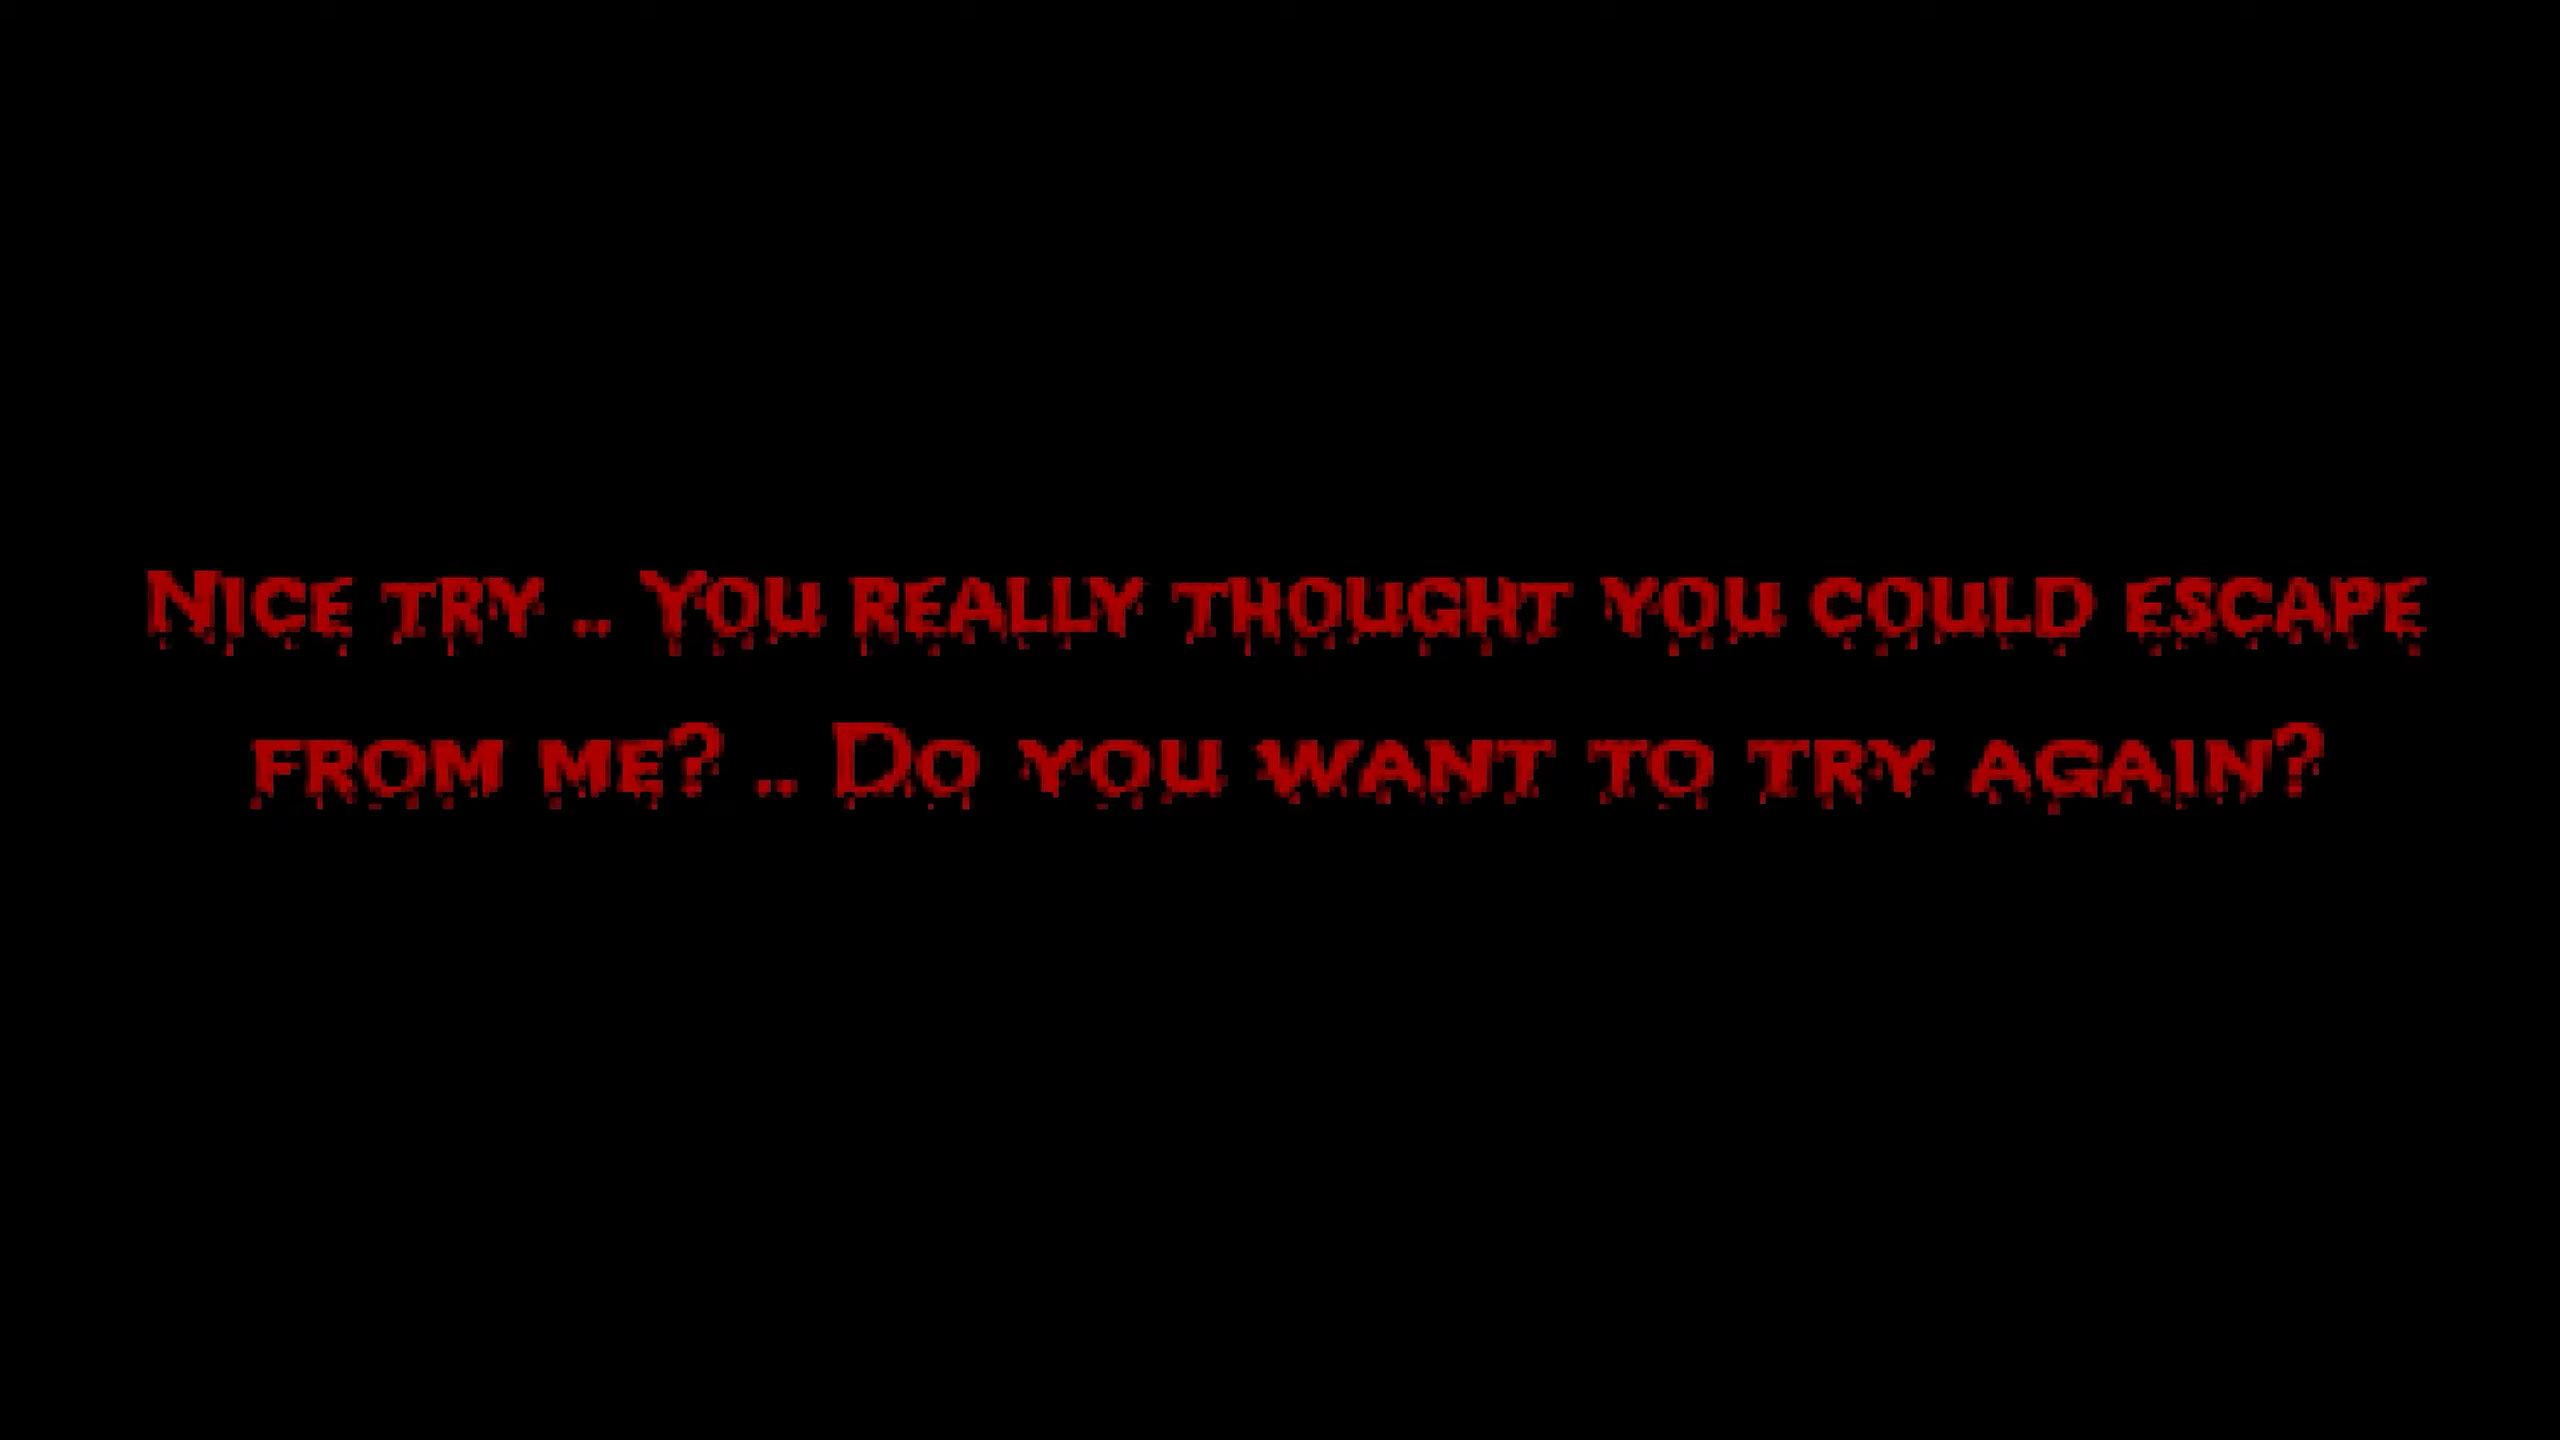 Nice try .. You really thought you could escape
from me? .. Do you want to try again?